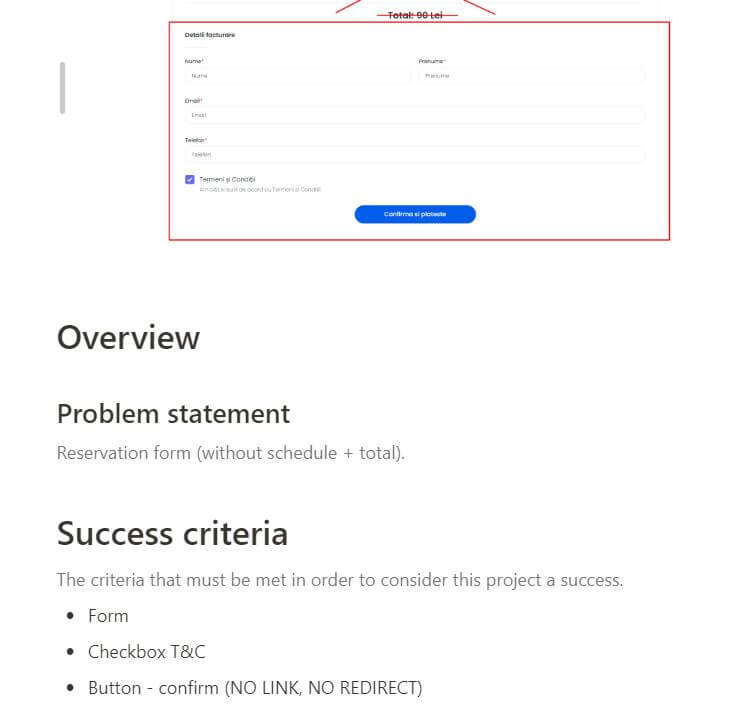 Total: 90 Lei
Detalii facturare
Nume*
Prenume*
Nume
Prenume
Email*
Email
Telefon*
Telefon
Termeni și Condiții
Am citit si sunt de acord cu Termeni si Conditii
Confirma si plateste
Overview
Problem statement
Reservation form (without schedule + total).
Success criteria
The criteria that must be met in order to consider this project a success.
Form
Checkbox T&C
Button - confirm (NO LINK, NO REDIRECT)